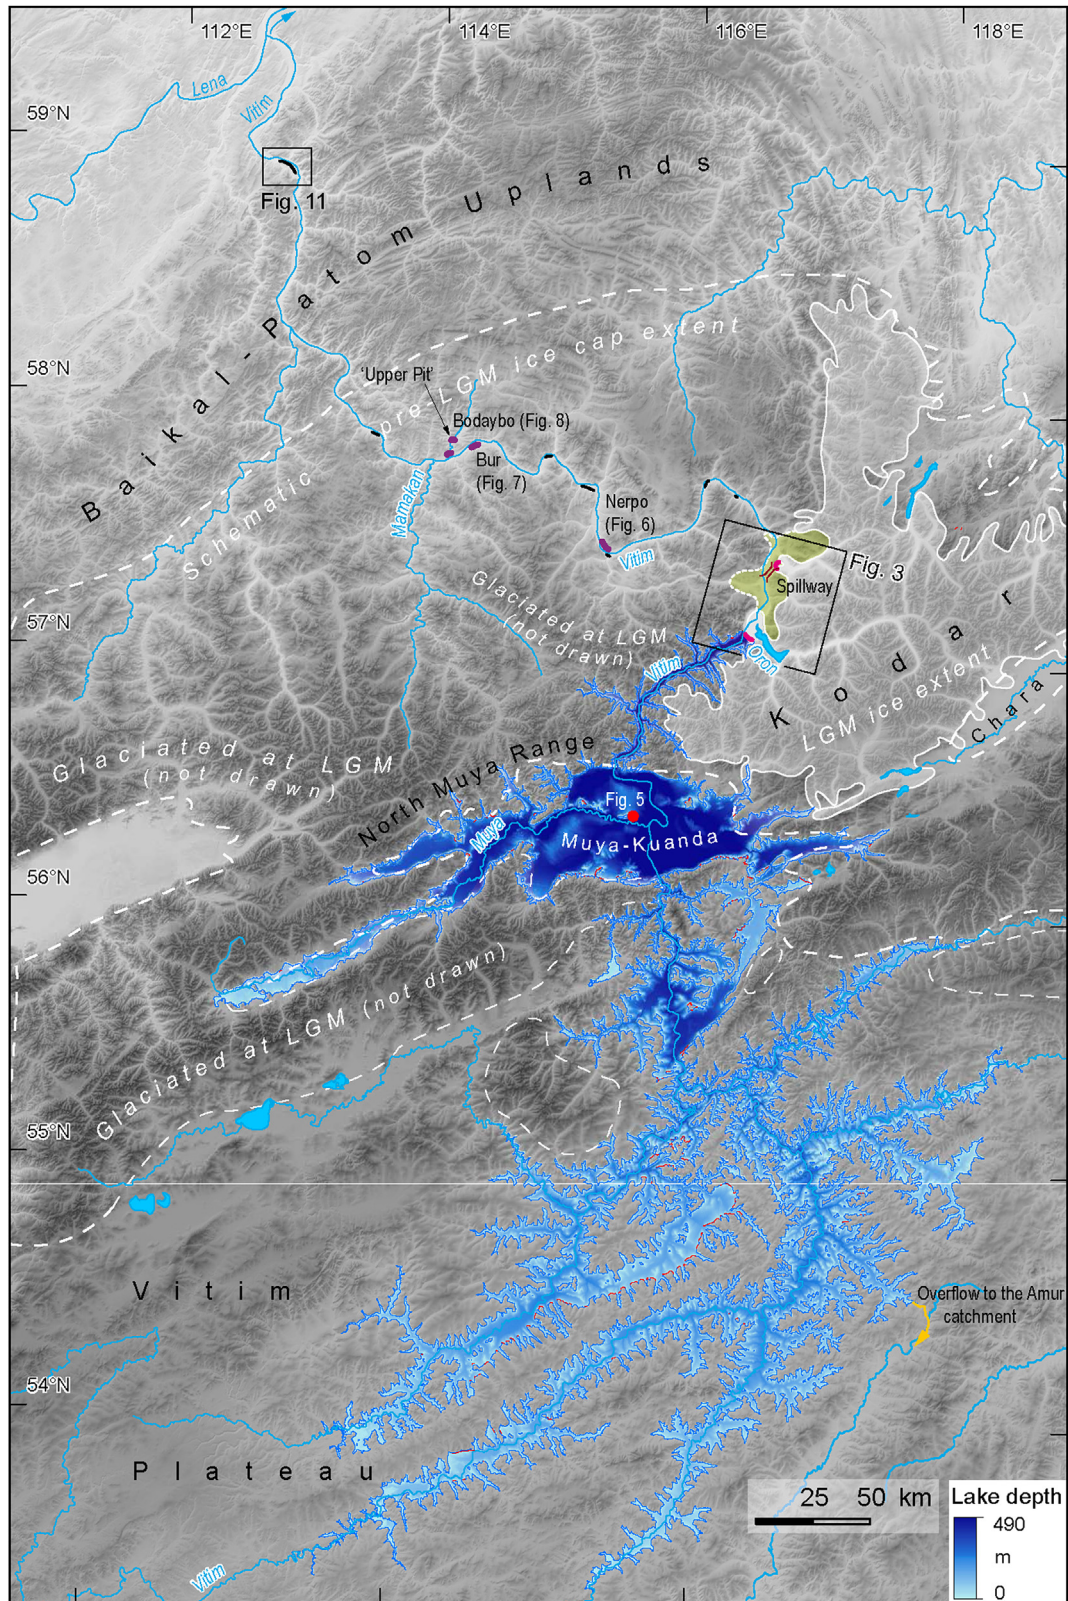 112°E
114°E
116°E
118°E
Lena
Vitim
59°N
Fig. 11
Baikal-Patom Uplands
58°N
pre-LGM ice cap extent
Schematic
'Upper Pit'
Bodaybo (Fig. 8)
Bur
(Fig. 7)
Mamakan
Nerpo
(Fig. 6)
Vitim
Fig. 3
Spillway
57°N
Glaciated at LGM
(not drawn)
Vitim
Oron
Kodar
LGM ice extent
Chara
Glaciated at LGM
(not drawn)
North Muya Range
Fig. 5
Muya
Muya-Kuanda
56°N
Glaciated at LGM (not drawn)
55°N
Vitim
Overflow to the Amur
catchment
54°N
Plateau
Vitim
25 50 km
Lake depth
490
m
0